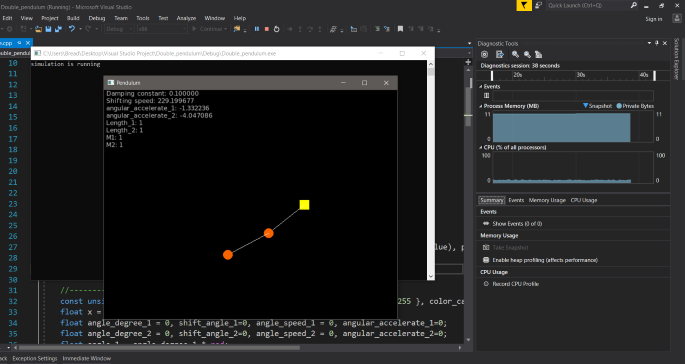 Double_pendulum (Running) - Microsoft Visual Studio
Quick Launch (Ctrl+Q)
File Edit View Project Build Debug Team Tools Test Analyze Window Help
Sign in
Debug x86 Continue
.cpp
C:\Users\Bread\Desktop\Visual Studio Project\Double_pendulum\Debug\Double_pendulum.exe
simulation is running
Pendulum
Damping constant: 0.100000
Shifting speed: 229.199677
angular_accelerate_1: -1.332236
angular_accelerate_2: -4.047086
Length_1: 1
Length_2: 1
M1: 1
M2: 1
10
11
12
13
14
15
16
17
18
19
20
21
22
23
24
25
26
27
28
29
30
31 //--------
32 const unsi 255 }, color_ca
33 float x =
34 float angle_degree_1 = 0, shift_angle_1=0, angle_speed_1 = 0, angular_accelerate_1=0;
35 float angle_degree_2 = 0, shift_angle_2=0, angle_speed_2 = 0, angular_accelerate_2=0;
Diagnostic Tools
Diagnostics session: 38 seconds
20s 30s 40s
Events
Process Memory (MB) Snapshot Private Bytes
11 11
0 0
CPU (% of all processors)
100 100
0 0
Summary Events Memory Usage CPU Usage
Events
Show Events (0 of 0)
Memory Usage
Take Snapshot
Enable heap profiling (affects performance)
CPU Usage
Record CPU Profile
Solution Explorer
Exception Settings Immediate Window